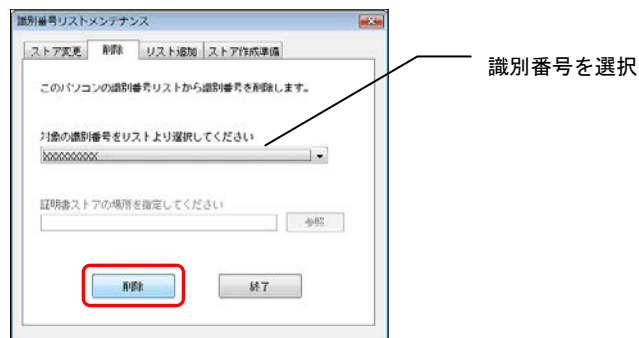 識別番号リストメンテナンス
ストア変更 削除 リスト追加 ストア作成準備
識別番号を選択
このパソコンの識別番号リストから識別番号を削除します。
対象の識別番号をリストより選択してください
XXXXXXXXX
証明書ストアの場所を指定してください
参照
削除 終了